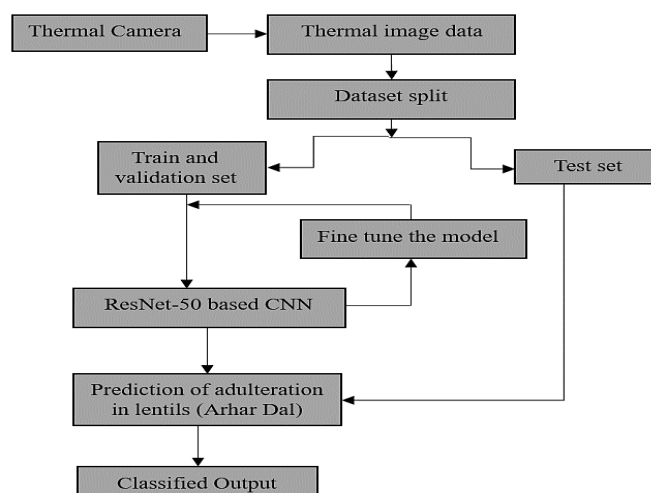 Thermal Camera
Thermal image data
Dataset split
Train and
validation set
Test set
Fine tune the model
ResNet-50 based CNN
Prediction of adulteration
in lentils (Arhar Dal)
Classified Output